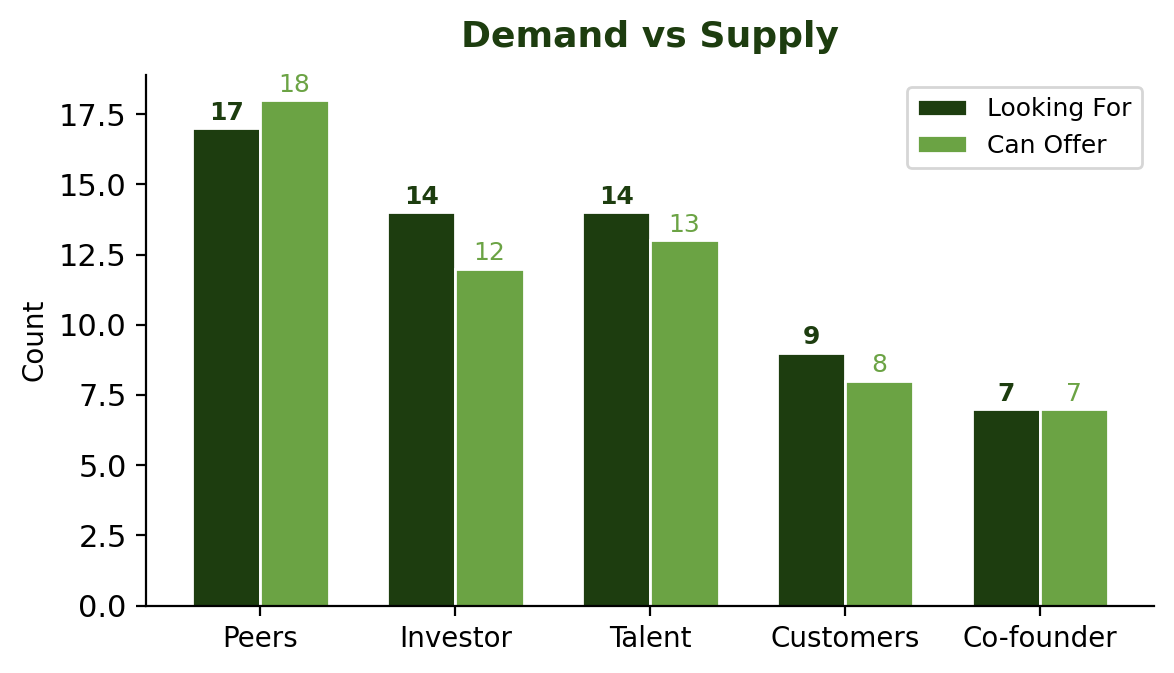 Demand vs Supply
Looking For
Can Offer
Count
17.5
15.0
12.5
10.0
7.5
5.0
2.5
0.0
17 18
14 12
14 13
9 8
7 7
Peers Investor Talent Customers Co-founder